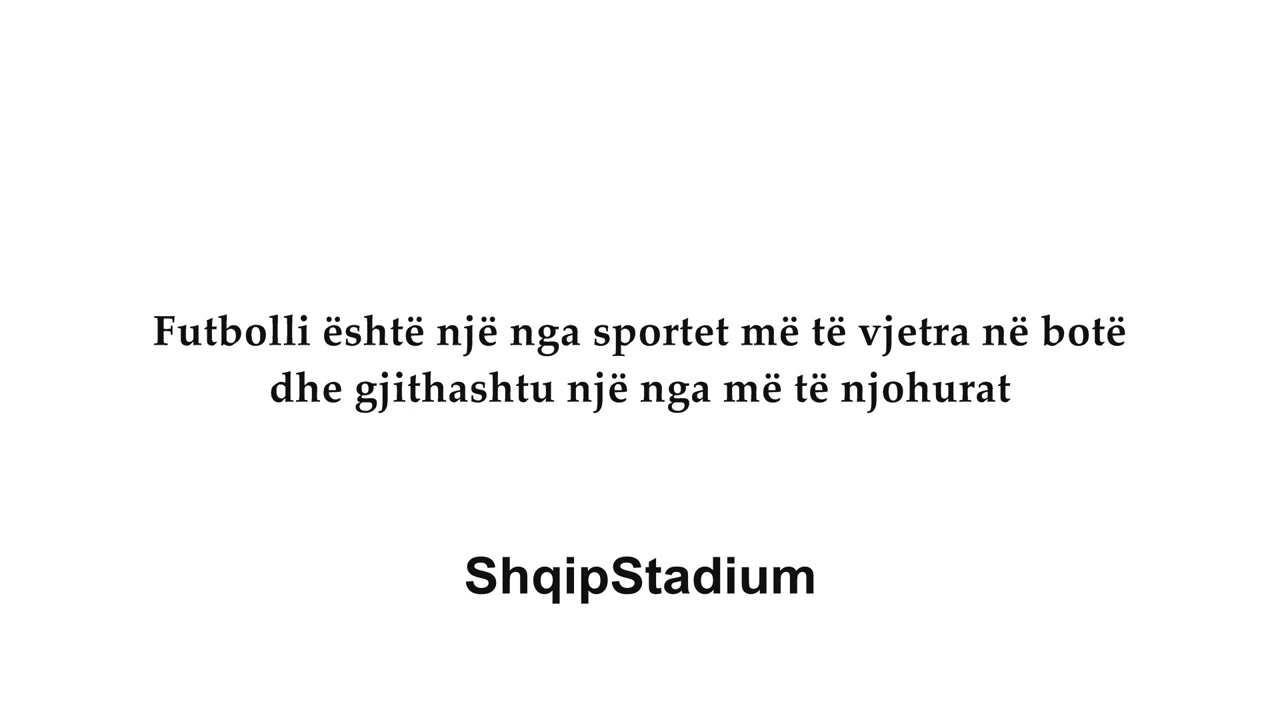 Futbolli është një nga sportet më të vjetra në botë
dhe gjithashtu një nga më të njohurat
ShqipStadium